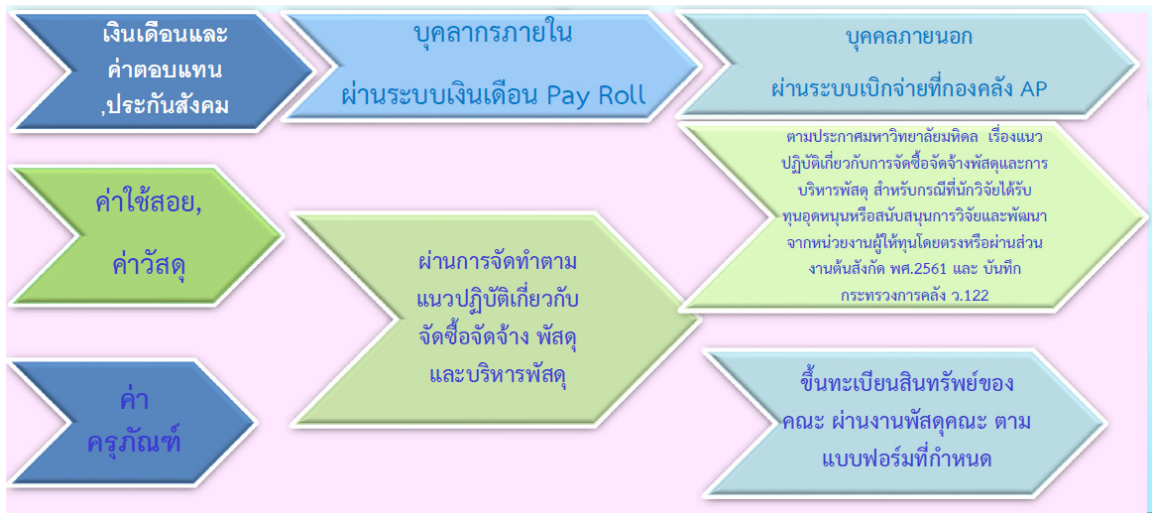 เงินเดือนและ
ค่าตอบแทน
,ประกันสังคม
บุคลากรภายใน
ผ่านระบบเงินเดือน Pay Roll
บุคคลภายนอก
ผ่านระบบเบิกจ่ายที่กองคลัง AP
ค่าใช้สอย,
ค่าวัสดุ
ค่า
ครุภัณฑ์
ผ่านการจัดทำตาม
แนวปฏิบัติเกี่ยวกับ
จัดซื้อจัดจ้าง พัสดุ
และบริหารพัสดุ
ตามประกาศมหาวิทยาลัยมหิดล เรื่องแนว
ปฏิบัติเกี่ยวกับการจัดซื้อจัดจ้างพัสดุและการ
บริหารพัสดุ สำหรับกรณีที่นักวิจัยได้รับ
ทุนอุดหนุนหรือสนับสนุนการวิจัยและพัฒนา
จากหน่วยงานผู้ให้ทุนโดยตรงหรือผ่านส่วน
งานต้นสังกัด พศ.2561 และ บันทึก
กระทรวงการคลัง ว.122
ขึ้นทะเบียนสินทรัพย์ของ
คณะ ผ่านงานพัสดุคณะ ตาม
แบบฟอร์มที่กำหนด